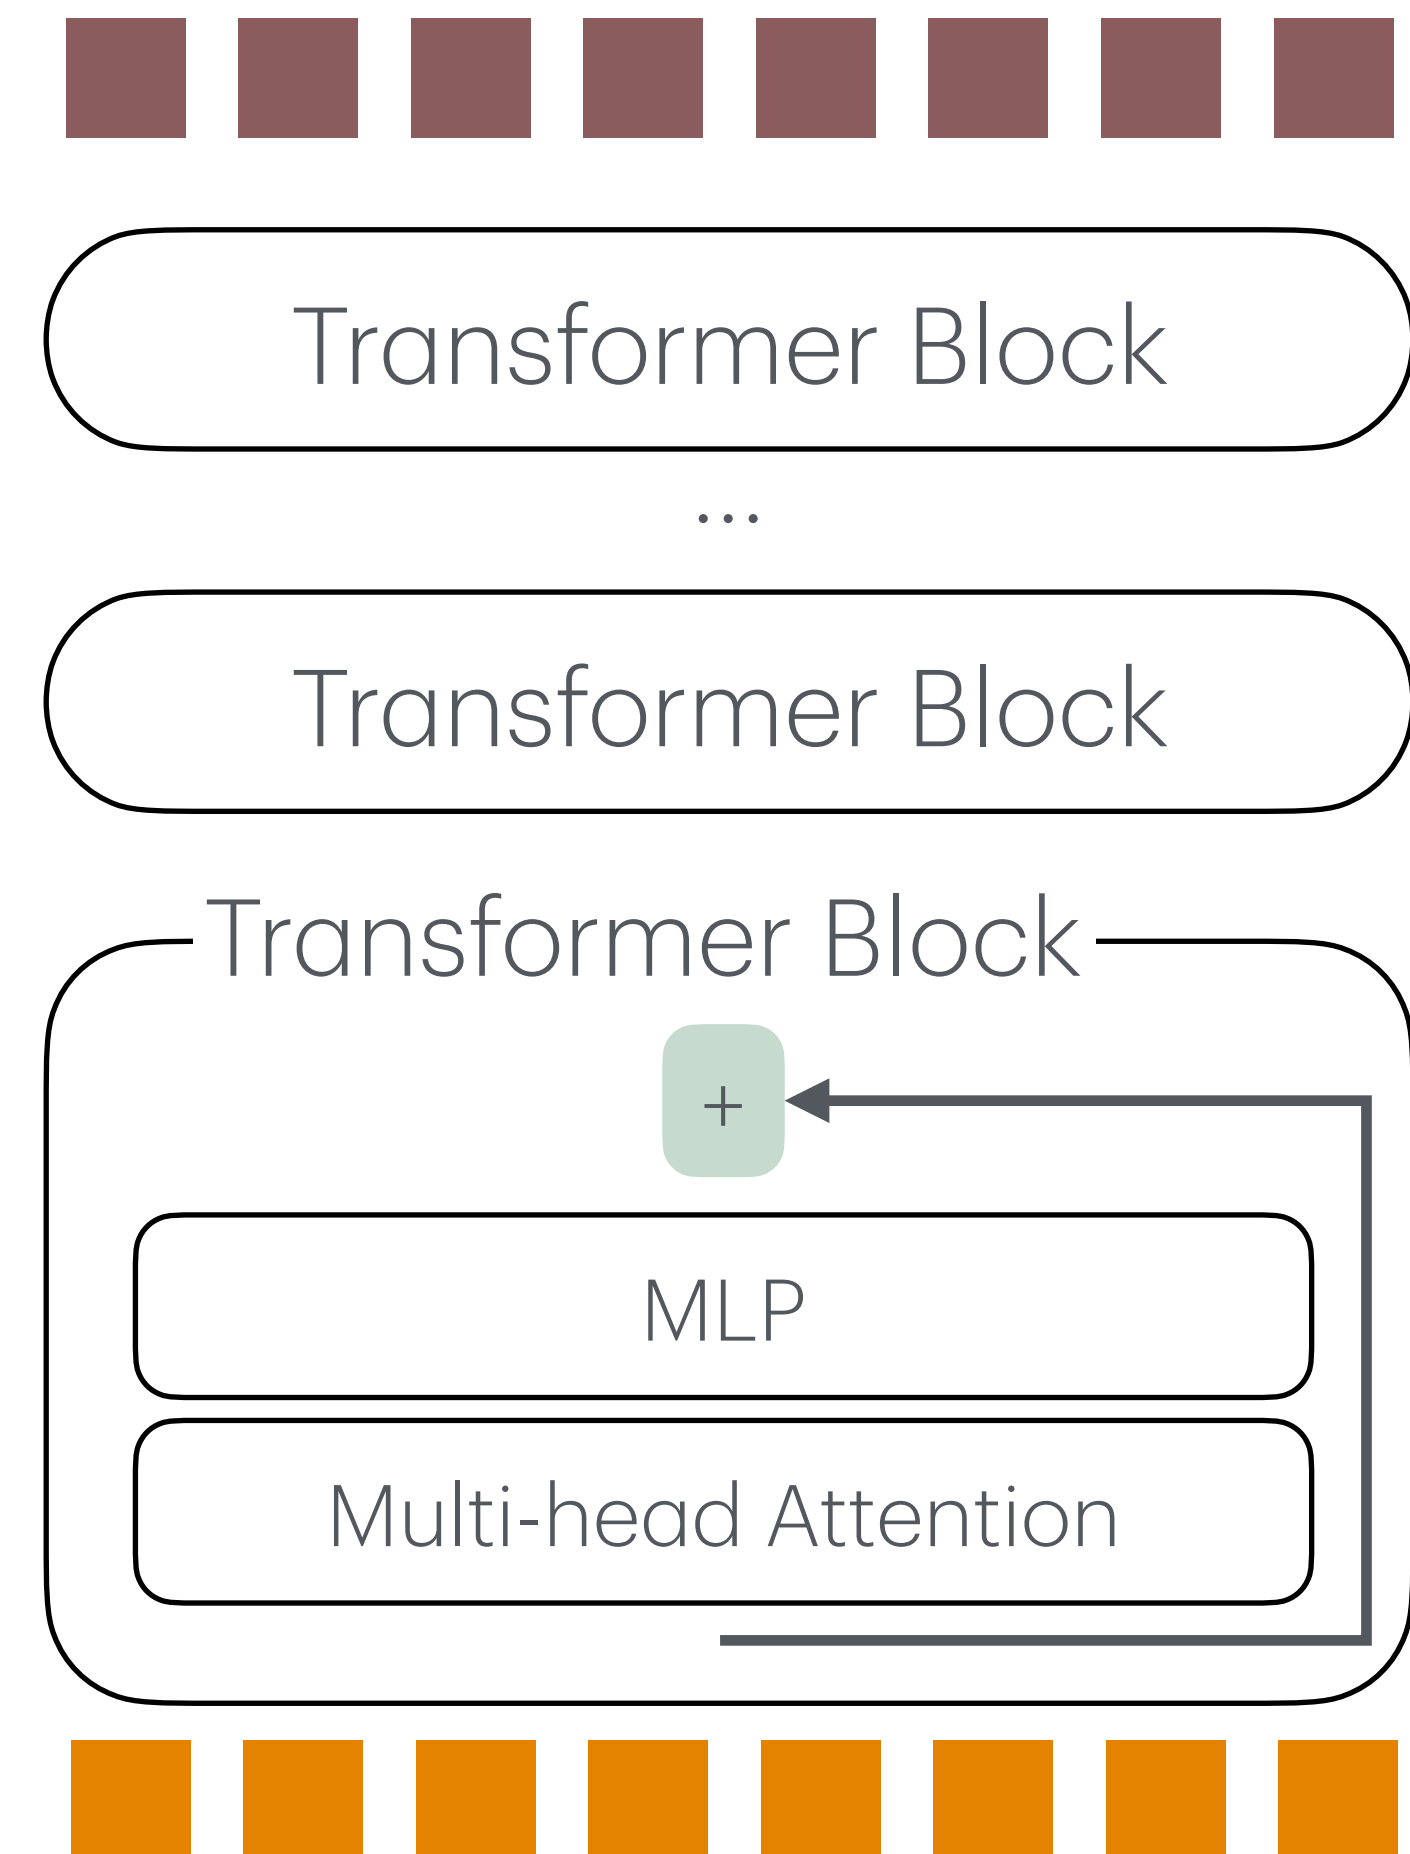 Transformer Block
...
Transformer Block
Transformer Block
+
MLP
Multi-head Attention